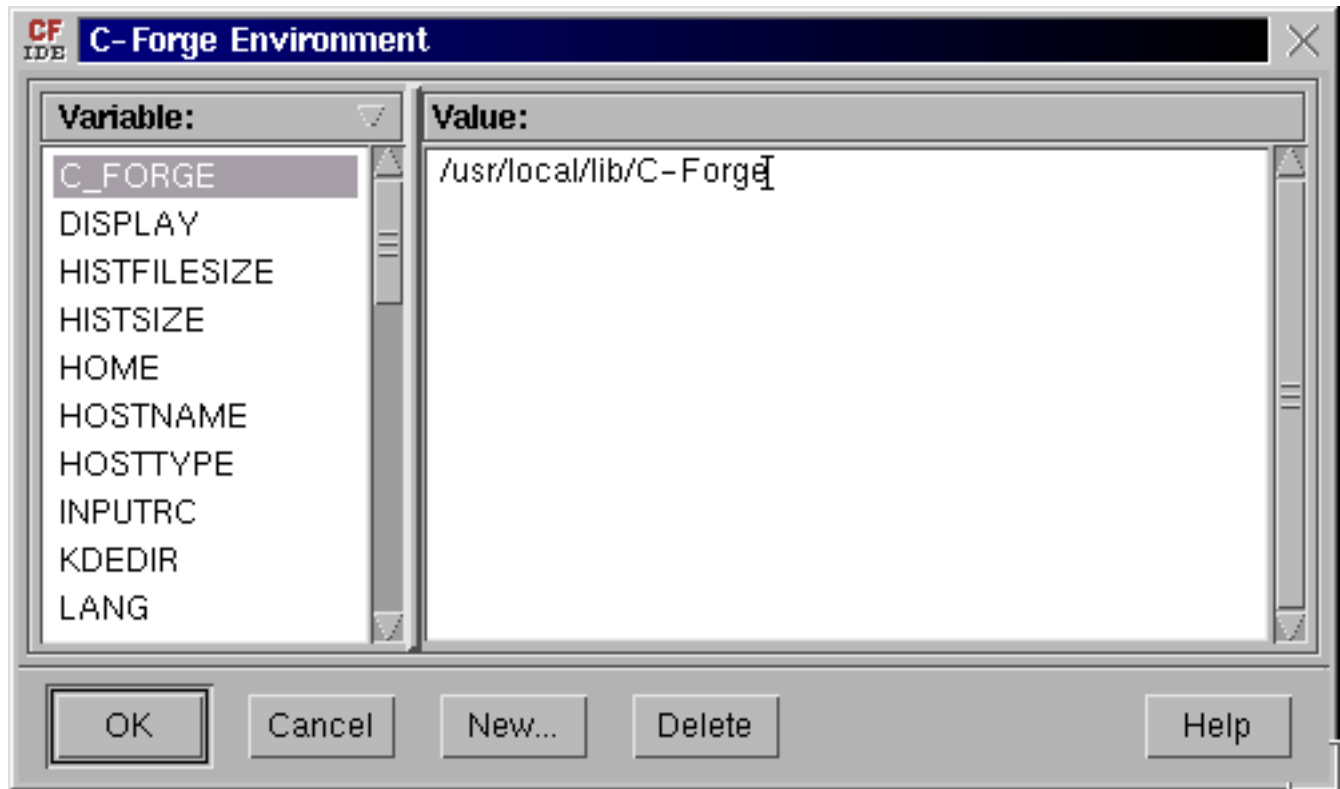 CF
IDE
C-Forge Environment
Variable:
Value:
C_FORGE
DISPLAY
HISTFILESIZE
HISTSIZE
HOME
HOSTNAME
HOSTTYPE
INPUTRC
KDEDIR
LANG
/usr/local/lib/C-Forge
OK
Cancel
New...
Delete
Help